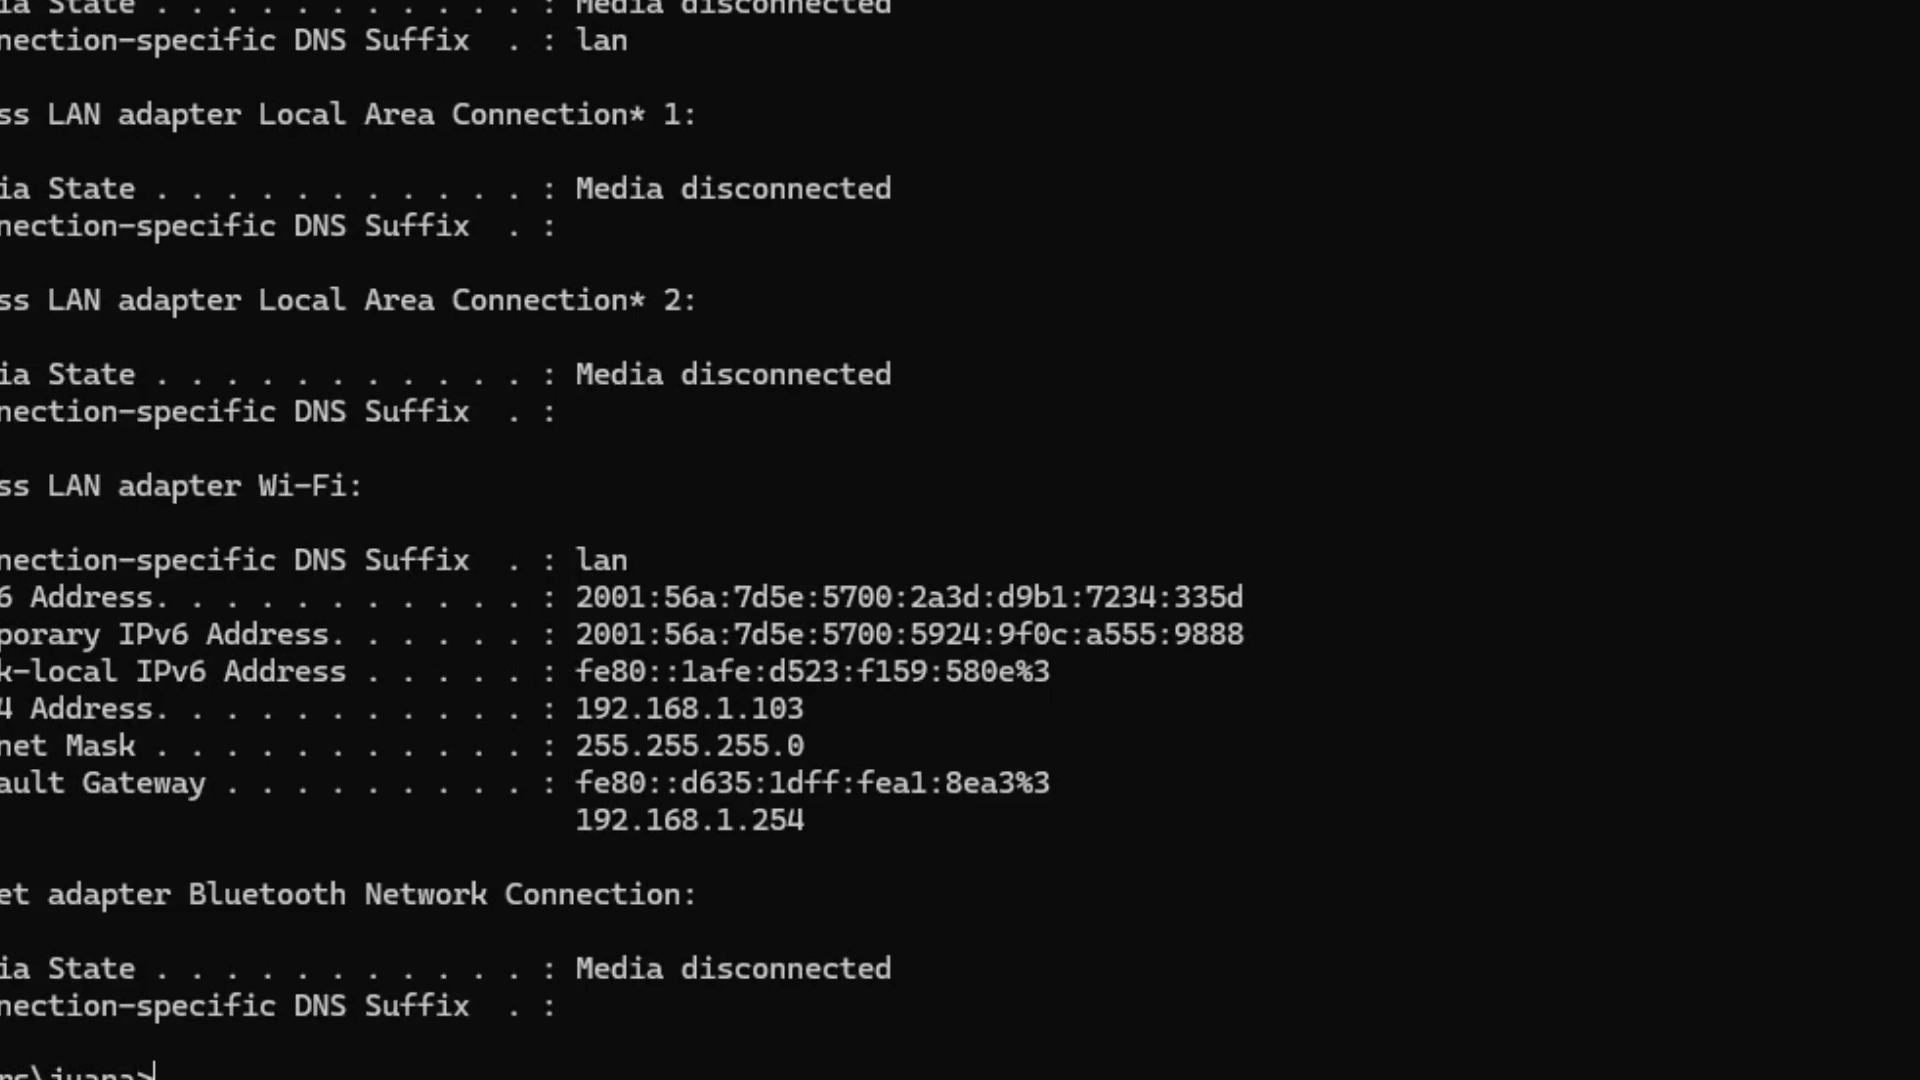 ia State . . . . . . . . . . . : Media disconnected
nection-specific DNS Suffix  . : lan
ss LAN adapter Local Area Connection* 1:
ia State . . . . . . . . . . . : Media disconnected
nection-specific DNS Suffix  . :
ss LAN adapter Local Area Connection* 2:
ia State . . . . . . . . . . . : Media disconnected
nection-specific DNS Suffix  . :
ss LAN adapter Wi-Fi:
nection-specific DNS Suffix  . : lan
6 Address. . . . . . . . . . . : 2001:56a:7d5e:5700:2a3d:d9b1:7234:335d
porary IPv6 Address. . . . . . : 2001:56a:7d5e:5700:5924:9f0c:a555:9888
k-local IPv6 Address . . . . . : fe80::1afe:d523:f159:580e%3
4 Address. . . . . . . . . . . : 192.168.1.103
net Mask . . . . . . . . . . . : 255.255.255.0
ault Gateway . . . . . . . . . : fe80::d635:1dff:fea1:8ea3%3
192.168.1.254
et adapter Bluetooth Network Connection:
ia State . . . . . . . . . . . : Media disconnected
nection-specific DNS Suffix  . :
rs\juana>